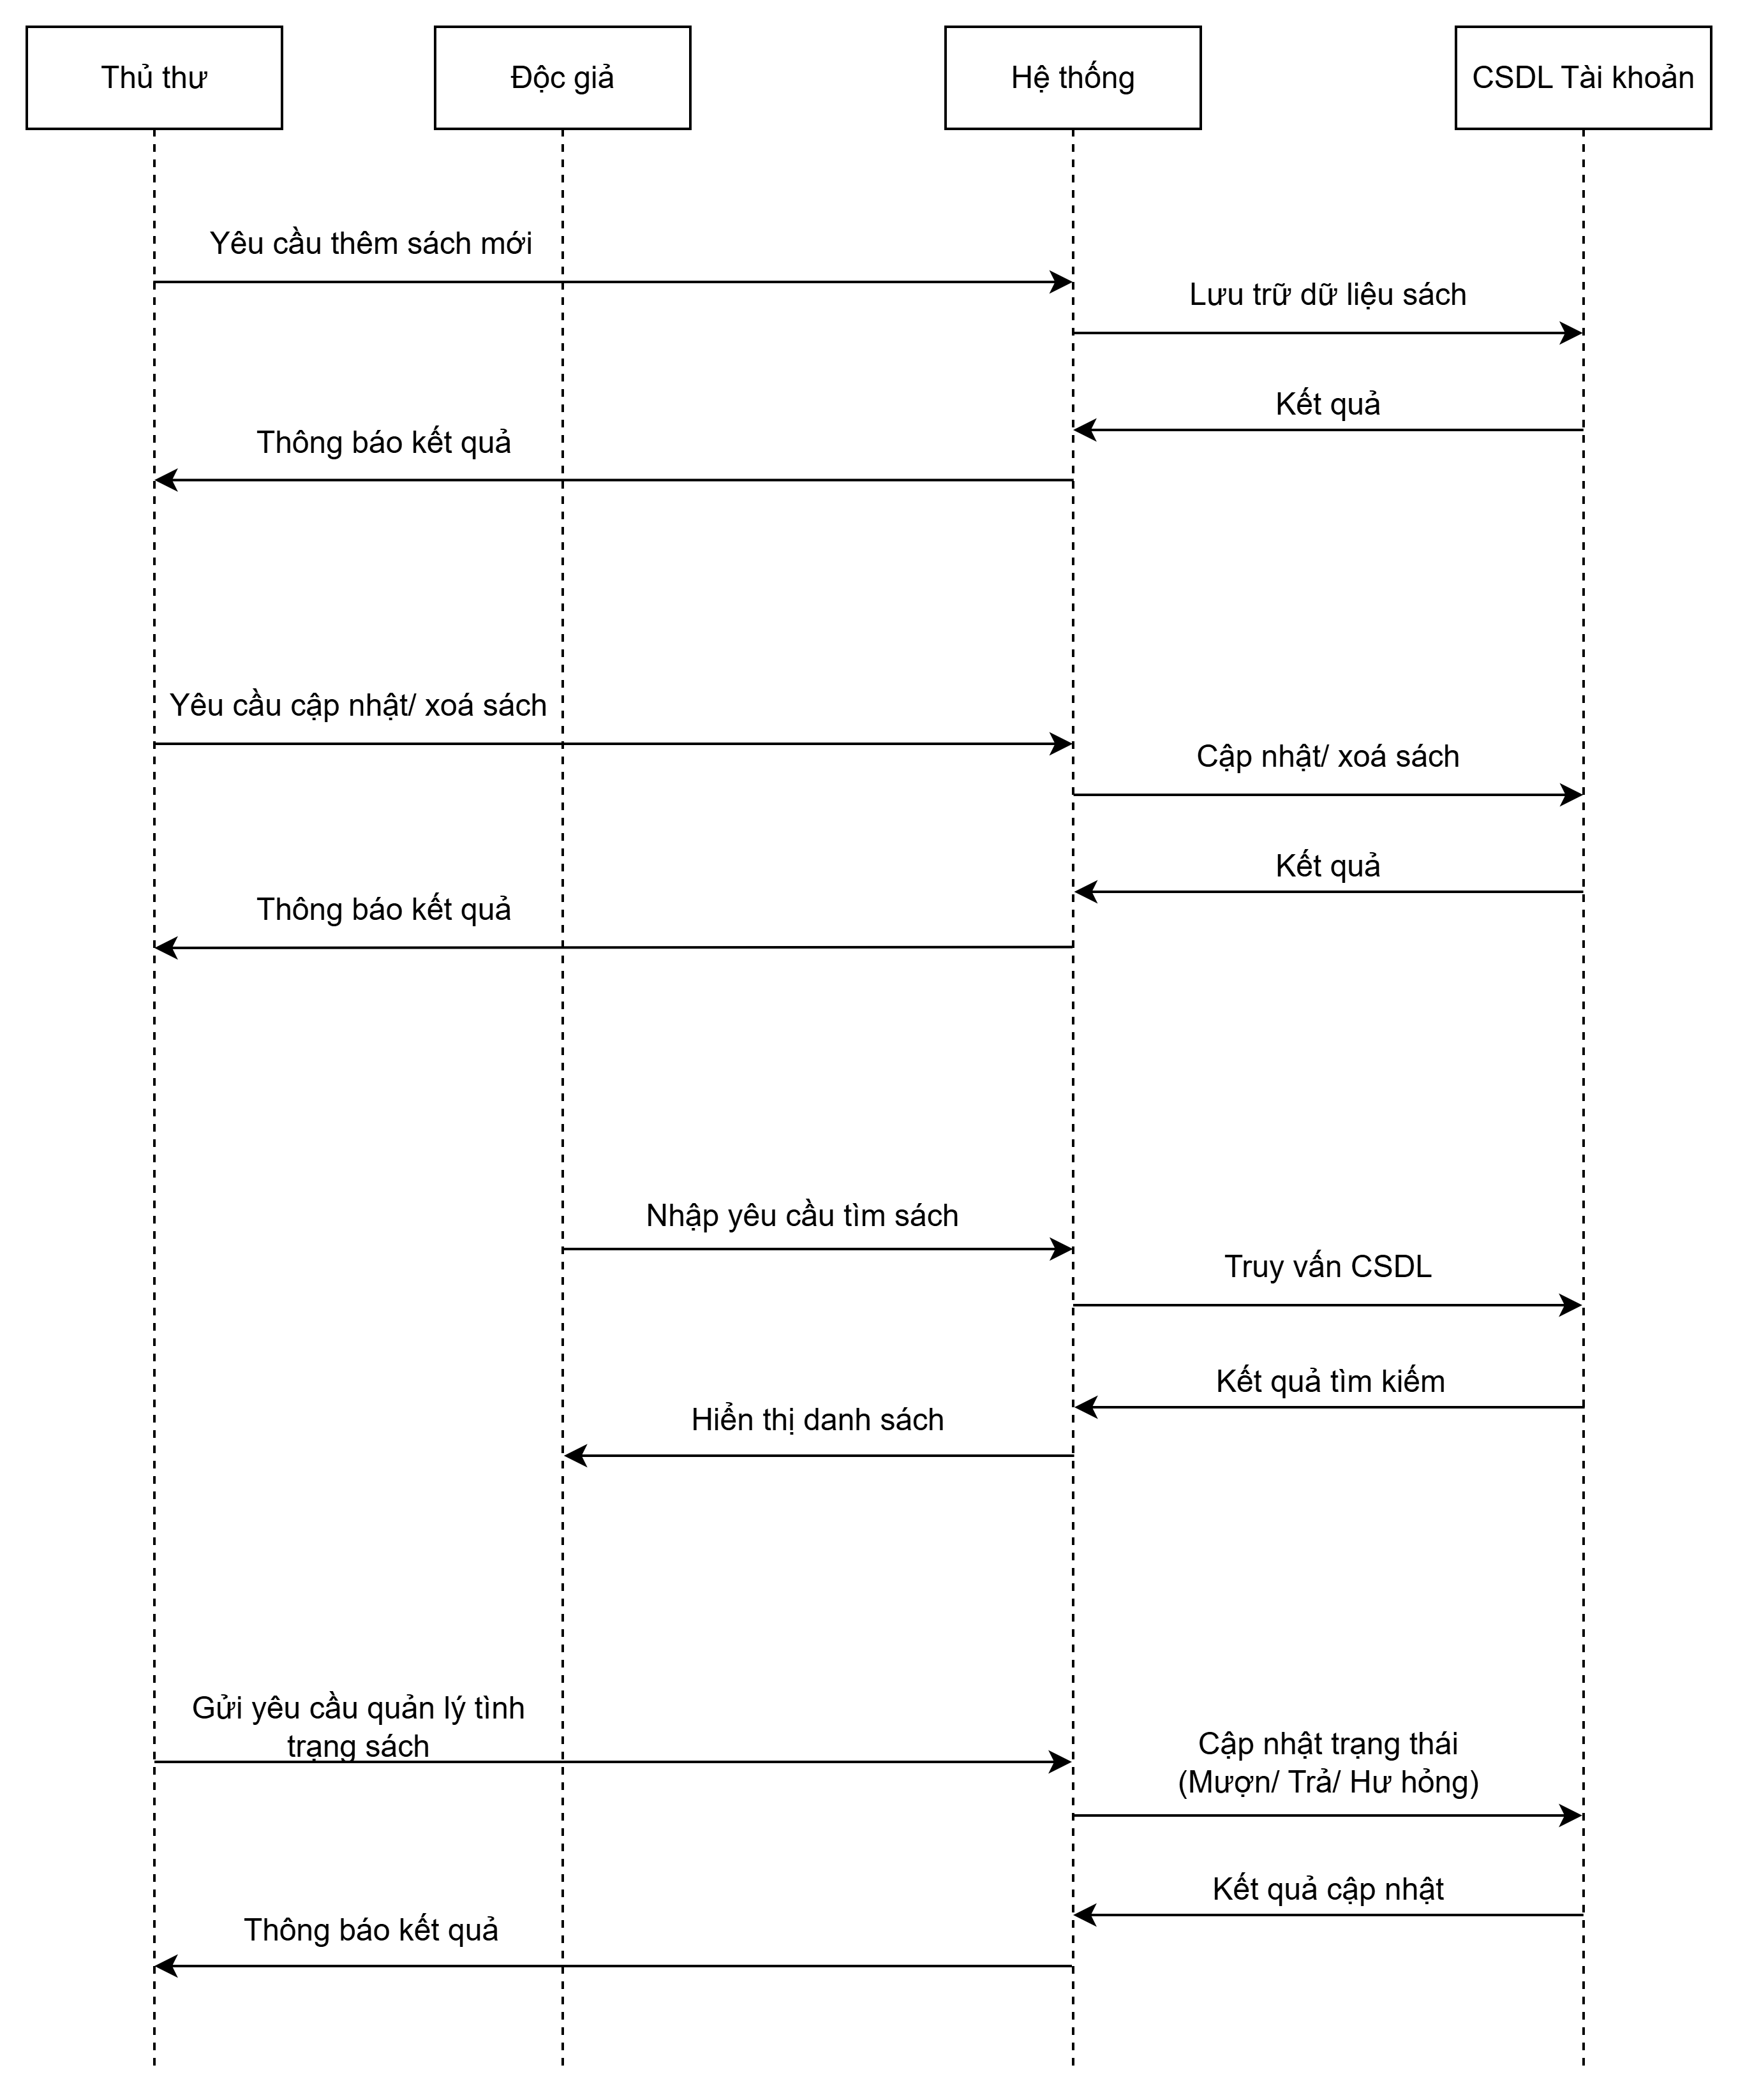 Thủ thư
Độc giả
Hệ thống
CSDL Tài khoản
Yêu cầu thêm sách mới
Lưu trữ dữ liệu sách
Kết quả
Thông báo kết quả
Yêu cầu cập nhật/ xoá sách
Cập nhật/ xoá sách
Kết quả
Thông báo kết quả
Nhập yêu cầu tìm sách
Truy vấn CSDL
Kết quả tìm kiếm
Hiển thị danh sách
Gửi yêu cầu quản lý tình
trạng sách
Cập nhật trạng thái
(Mượn/ Trả/ Hư hỏng)
Kết quả cập nhật
Thông báo kết quả